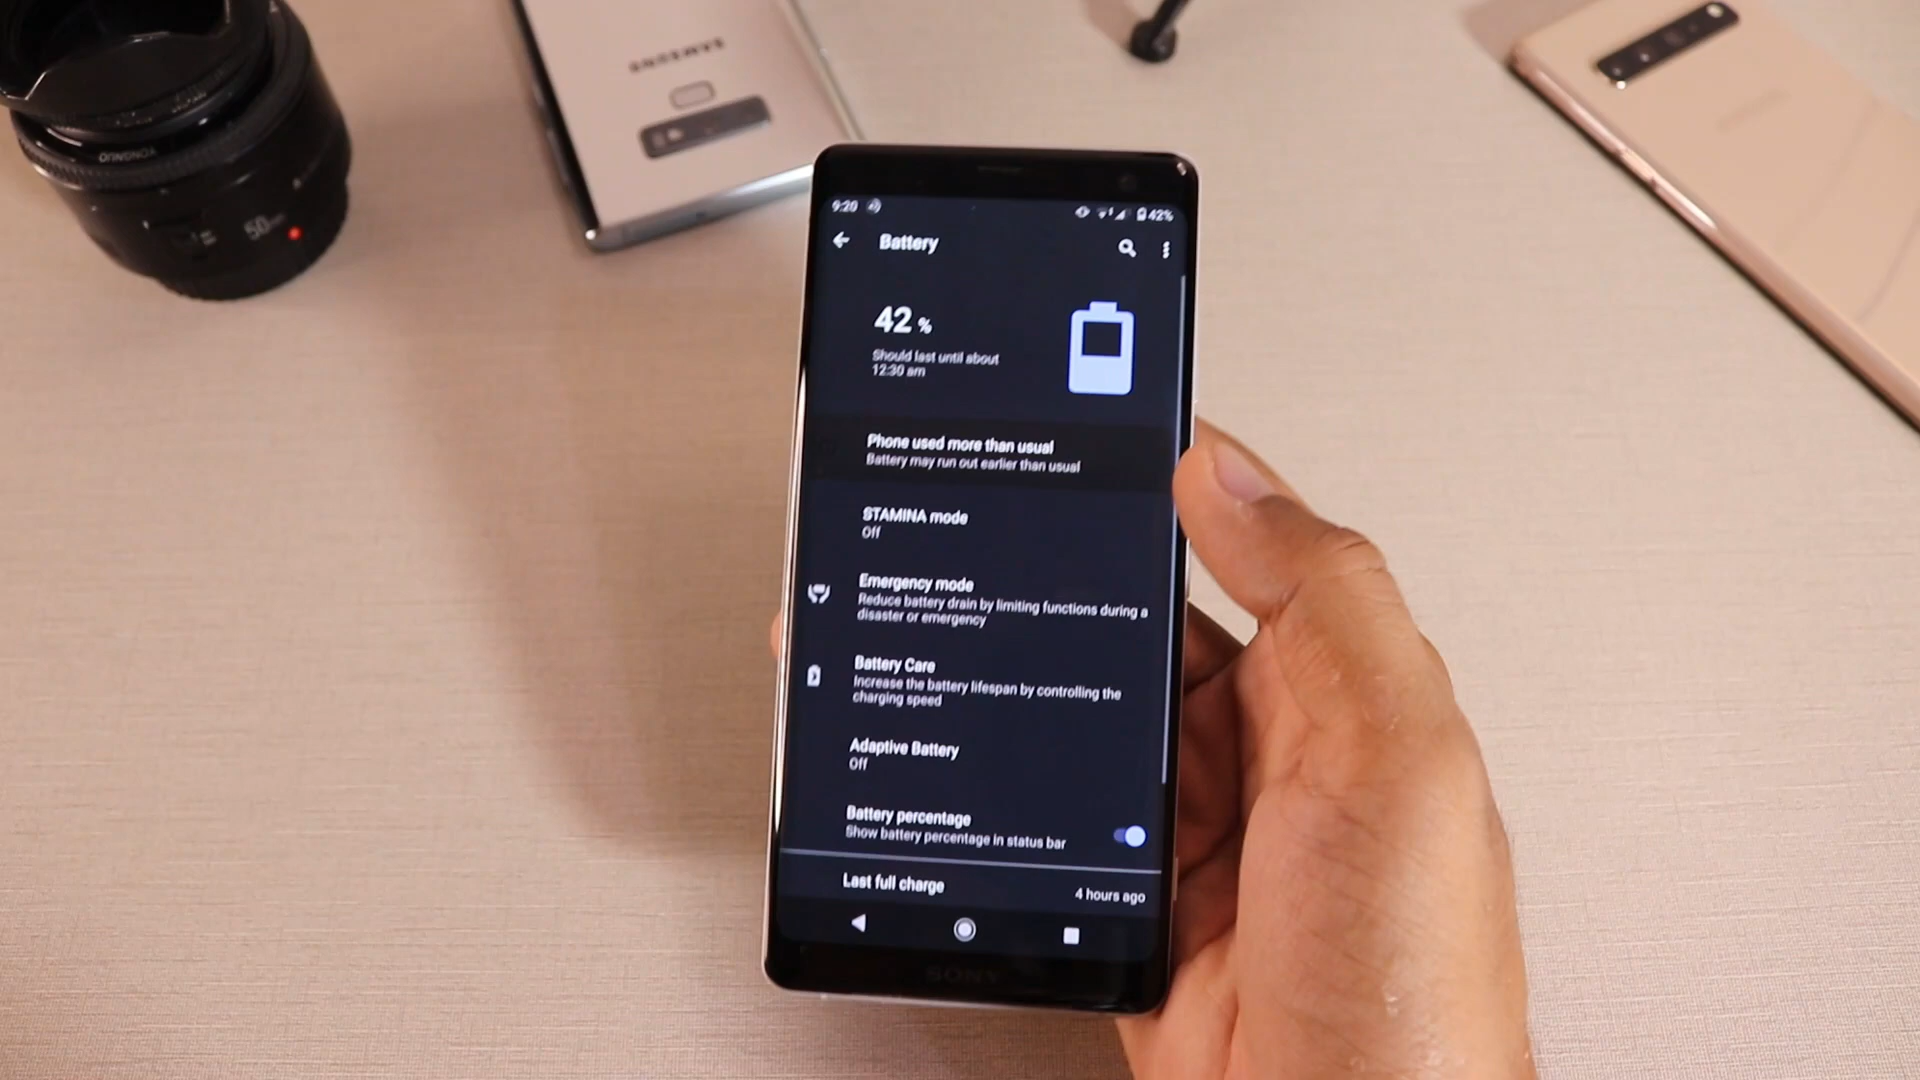 SAMSUNG
YONGNUO
50mm
9:20
42%
Battery
42 %
Should last until about
12:30 am
Phone used more than usual
Battery may run out earlier than usual
STAMINA mode
Off
Emergency mode
Reduce battery drain by limiting functions during a
disaster or emergency
Battery Care
Increase the battery lifespan by controlling the
charging speed
Adaptive Battery
Off
Battery percentage
Show battery percentage in status bar
Last full charge
4 hours ago
SONY